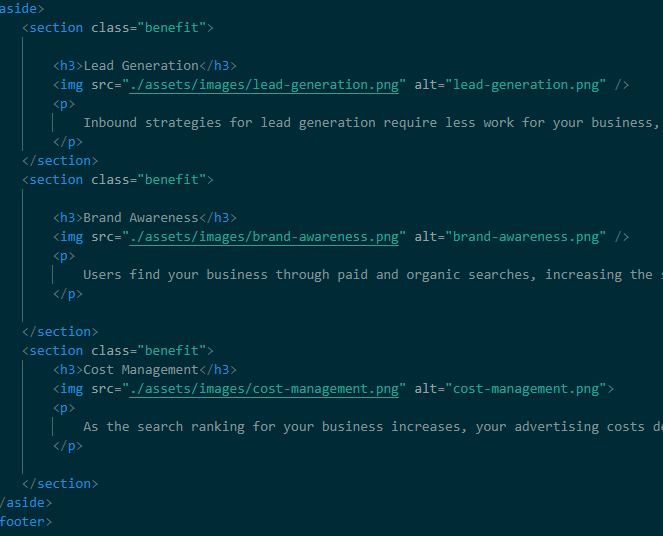 aside>
<section class="benefit">
<h3>Lead Generation</h3>
<img src="./assets/images/lead-generation.png" alt="lead-generation.png" />
<p>
Inbound strategies for lead generation require less work for your business,
</p>
</section>
<section class="benefit">
<h3>Brand Awareness</h3>
<img src="./assets/images/brand-awareness.png" alt="brand-awareness.png" />
<p>
Users find your business through paid and organic searches, increasing the
</p>
</section>
<section class="benefit">
<h3>Cost Management</h3>
<img src="./assets/images/cost-management.png" alt="cost-management.png">
<p>
As the search ranking for your business increases, your advertising costs
</p>
</section>
/aside>
footer>